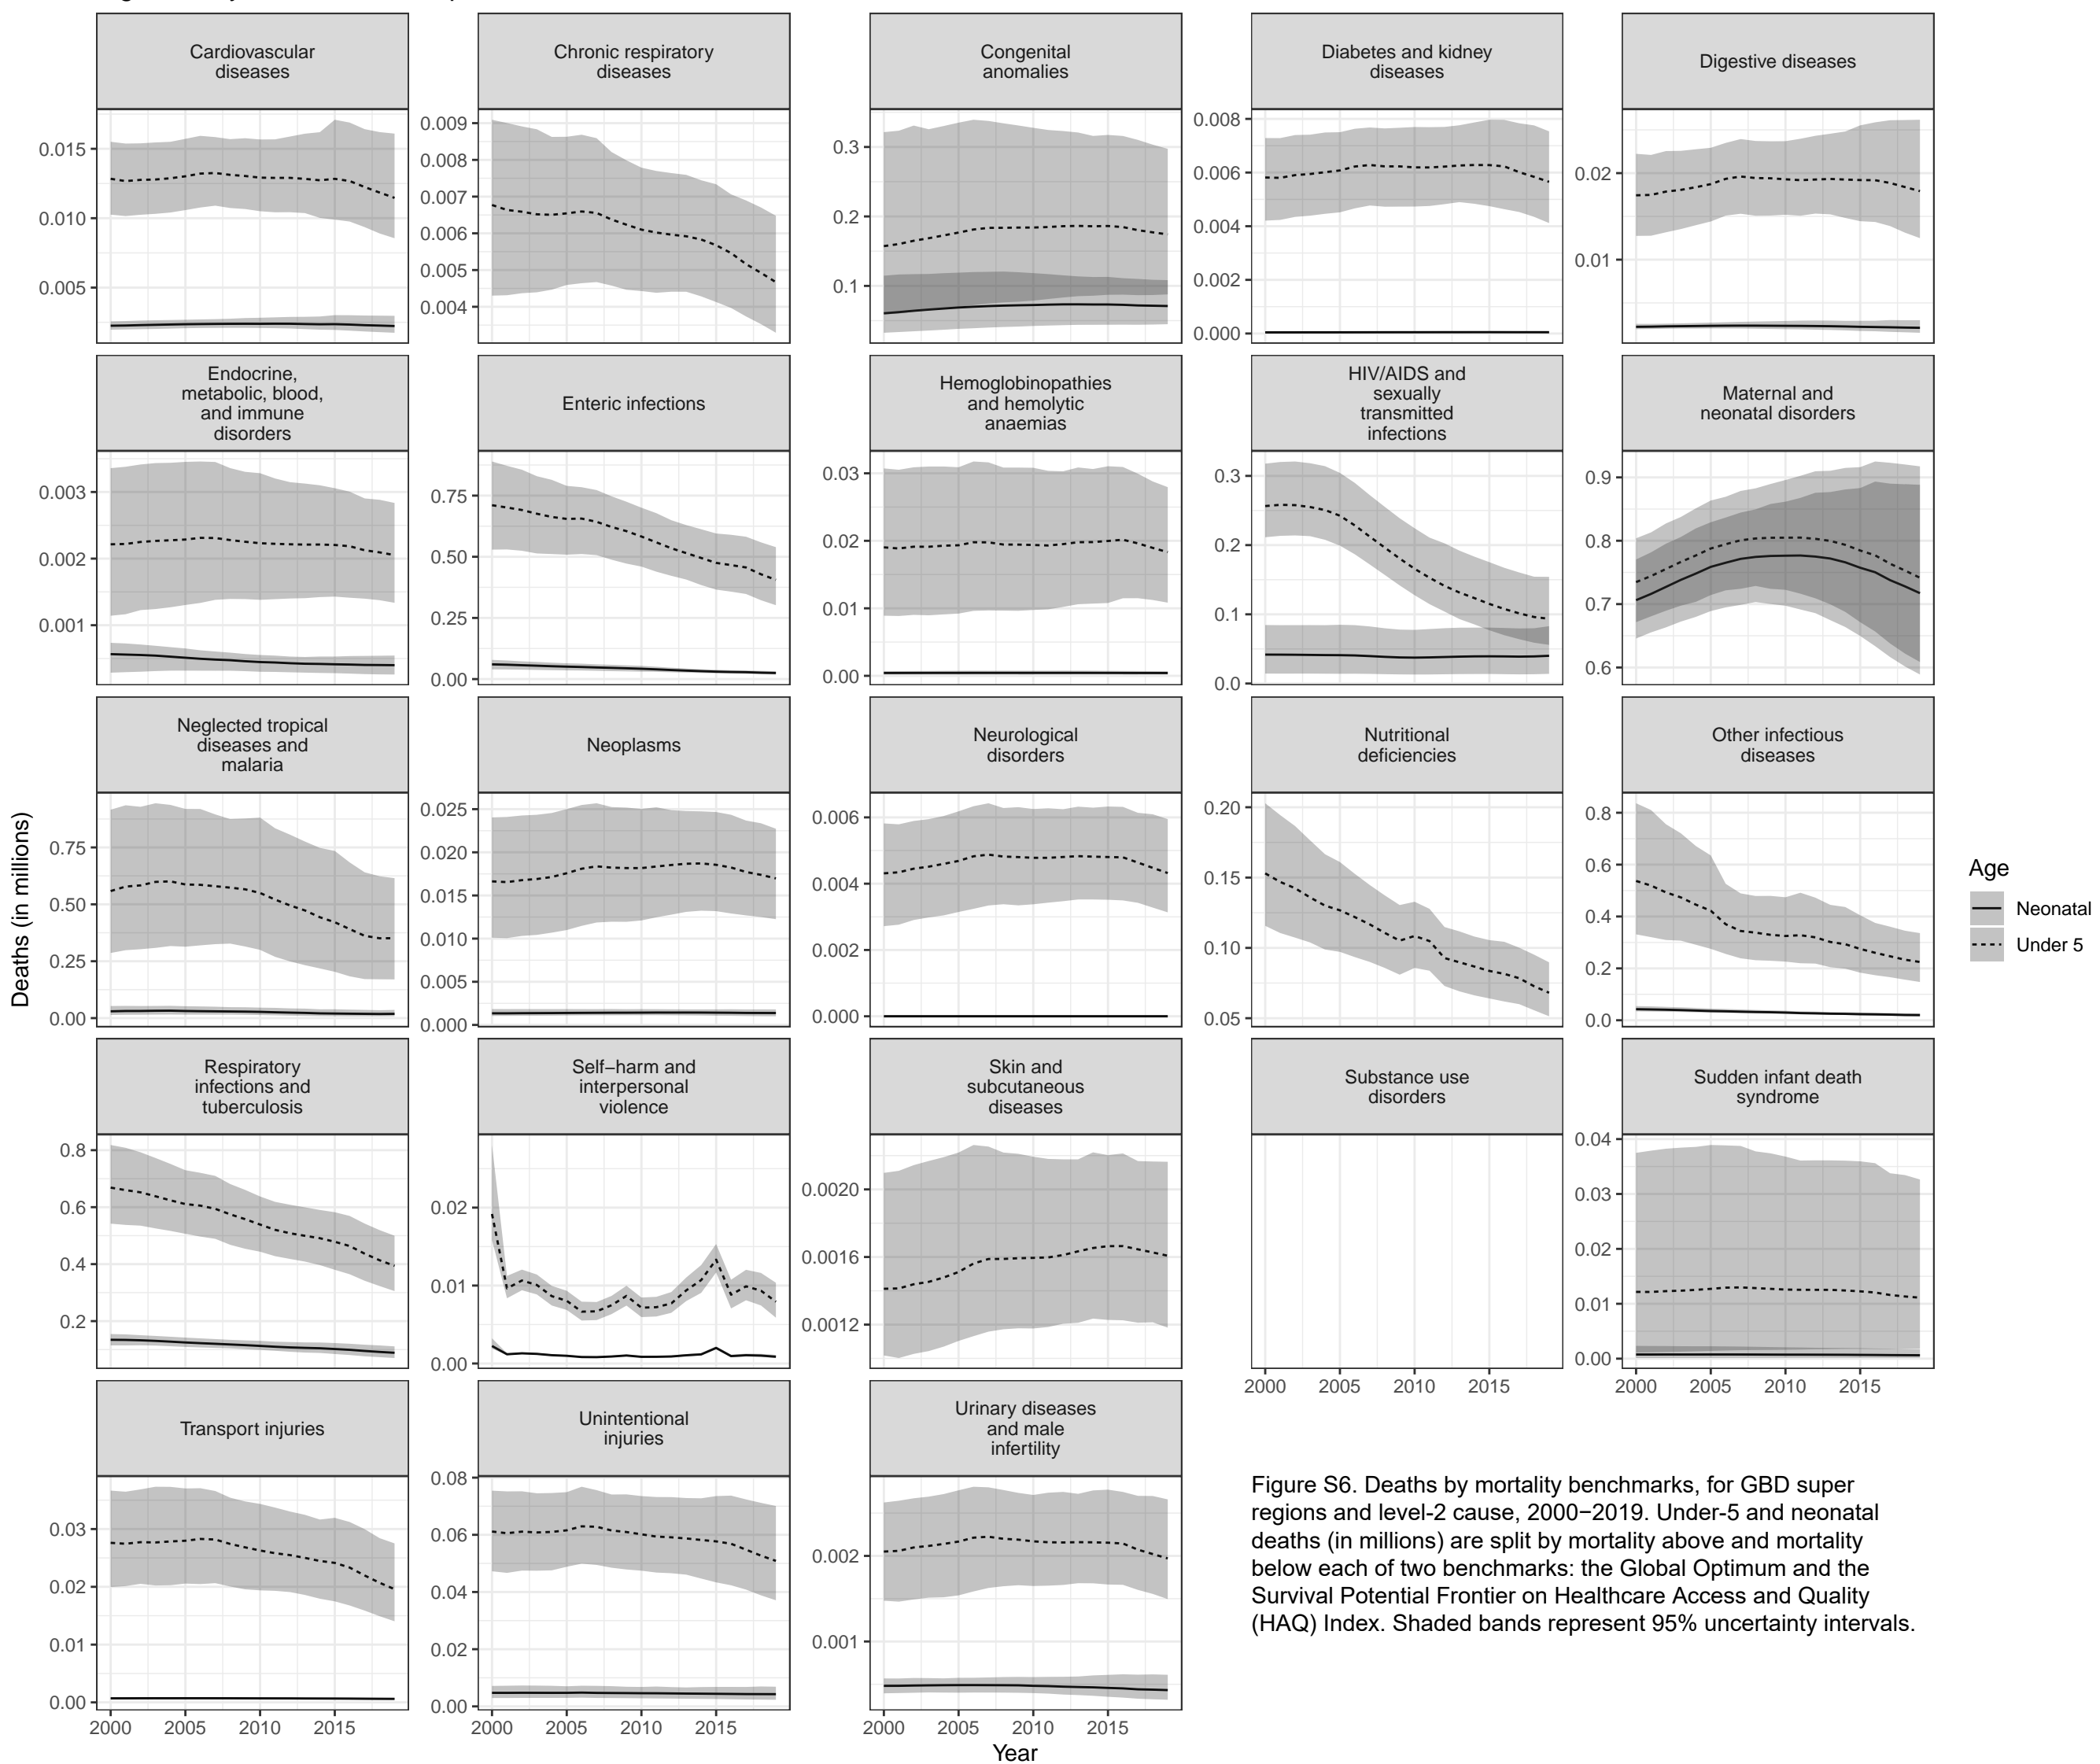 Cardiovascular
diseases
Chronic respiratory
diseases
Congenital
anomalies
Diabetes and kidney
diseases
Digestive diseases
0.015
0.010
0.005
0.009
0.008
0.007
0.006
0.005
0.004
0.3
0.2
0.1
0.008
0.006
0.004
0.002
0.000
0.02
0.01
Endocrine,
metabolic, blood,
and immune
disorders
Enteric infections
Hemoglobinopathies
and hemolytic
anaemias
HIV/AIDS and
sexually
transmitted
infections
Maternal and
neonatal disorders
0.003
0.002
0.001
0.75
0.50
0.25
0.00
0.03
0.02
0.01
0.00
0.3
0.2
0.1
0.0
0.9
0.8
0.7
0.6
Neglected tropical
diseases and
malaria
Neoplasms
Neurological
disorders
Nutritional
deficiencies
Other infectious
diseases
0.75
0.50
0.25
0.00
0.025
0.020
0.015
0.010
0.005
0.000
0.006
0.004
0.002
0.000
0.20
0.15
0.10
0.05
0.8
0.6
0.4
0.2
0.0
Deaths (in millions)
Age
Neonatal
Under 5
Respiratory
infections and
tuberculosis
Self−harm and
interpersonal
violence
Skin and
subcutaneous
diseases
Substance use
disorders
Sudden infant death
syndrome
0.8
0.6
0.4
0.2
0.02
0.01
0.00
0.0020
0.0016
0.0012
0.04
0.03
0.02
0.01
0.00
2000 2005 2010 2015
2000 2005 2010 2015
Transport injuries
Unintentional
injuries
Urinary diseases
and male
infertility
0.03
0.02
0.01
0.00
0.08
0.06
0.04
0.02
0.00
0.002
0.001
2000 2005 2010 2015
2000 2005 2010 2015
2000 2005 2010 2015
Year
Figure S6. Deaths by mortality benchmarks, for GBD super
regions and level-2 cause, 2000−2019. Under-5 and neonatal
deaths (in millions) are split by mortality above and mortality
below each of two benchmarks: the Global Optimum and the
Survival Potential Frontier on Healthcare Access and Quality
(HAQ) Index. Shaded bands represent 95% uncertainty intervals.